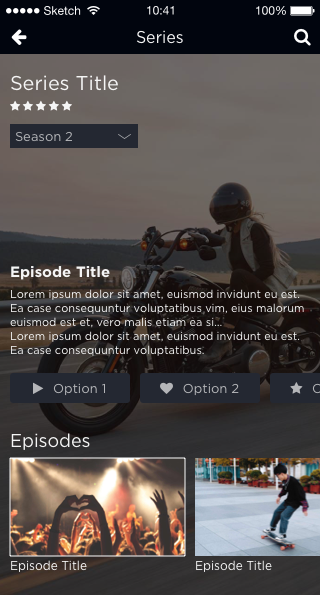 Sketch 10:41 100%
Series
Series Title
Season 2
Episode Title
Lorem ipsum dolor sit amet, euismod invidunt eu est.
Ea case consequuntur voluptatibus vim, eius malorum
euismod est et, vero malis etiam ea si...
Lorem ipsum dolor sit amet, euismod invidunt eu est.
Ea case consequuntur voluptatibus.
Option 1 Option 2
Episodes
Episode Title Episode Title